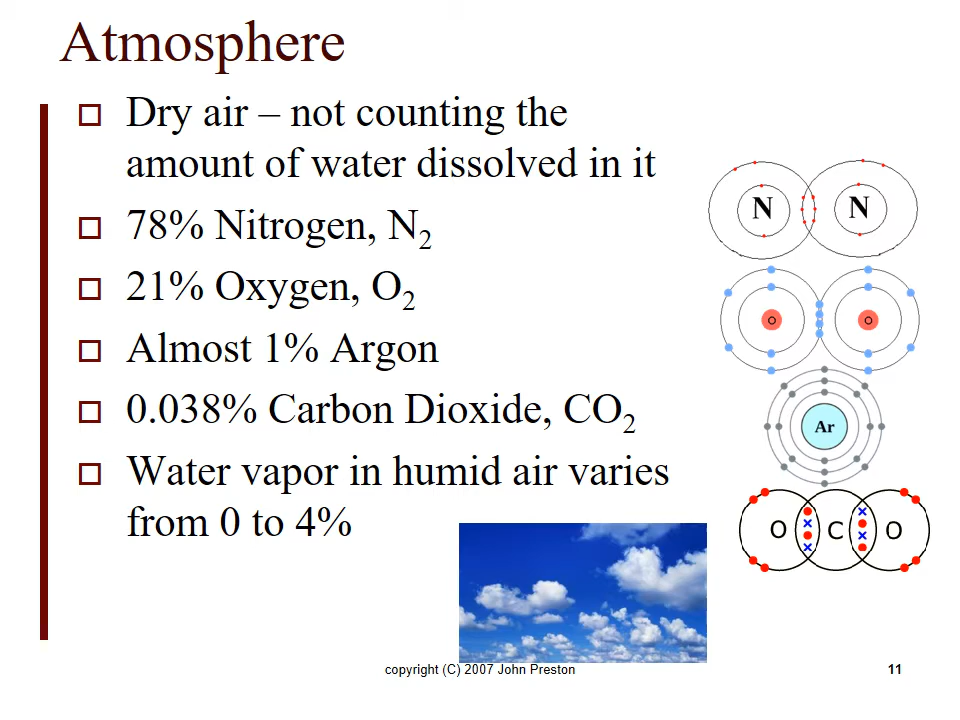 Atmosphere
Dry air – not counting the
amount of water dissolved in it
78% Nitrogen, N₂
21% Oxygen, O₂
Almost 1% Argon
0.038% Carbon Dioxide, CO₂
Water vapor in humid air varies
from 0 to 4%
N N
O O
Ar
O C O
copyright (C) 2007 John Preston
11